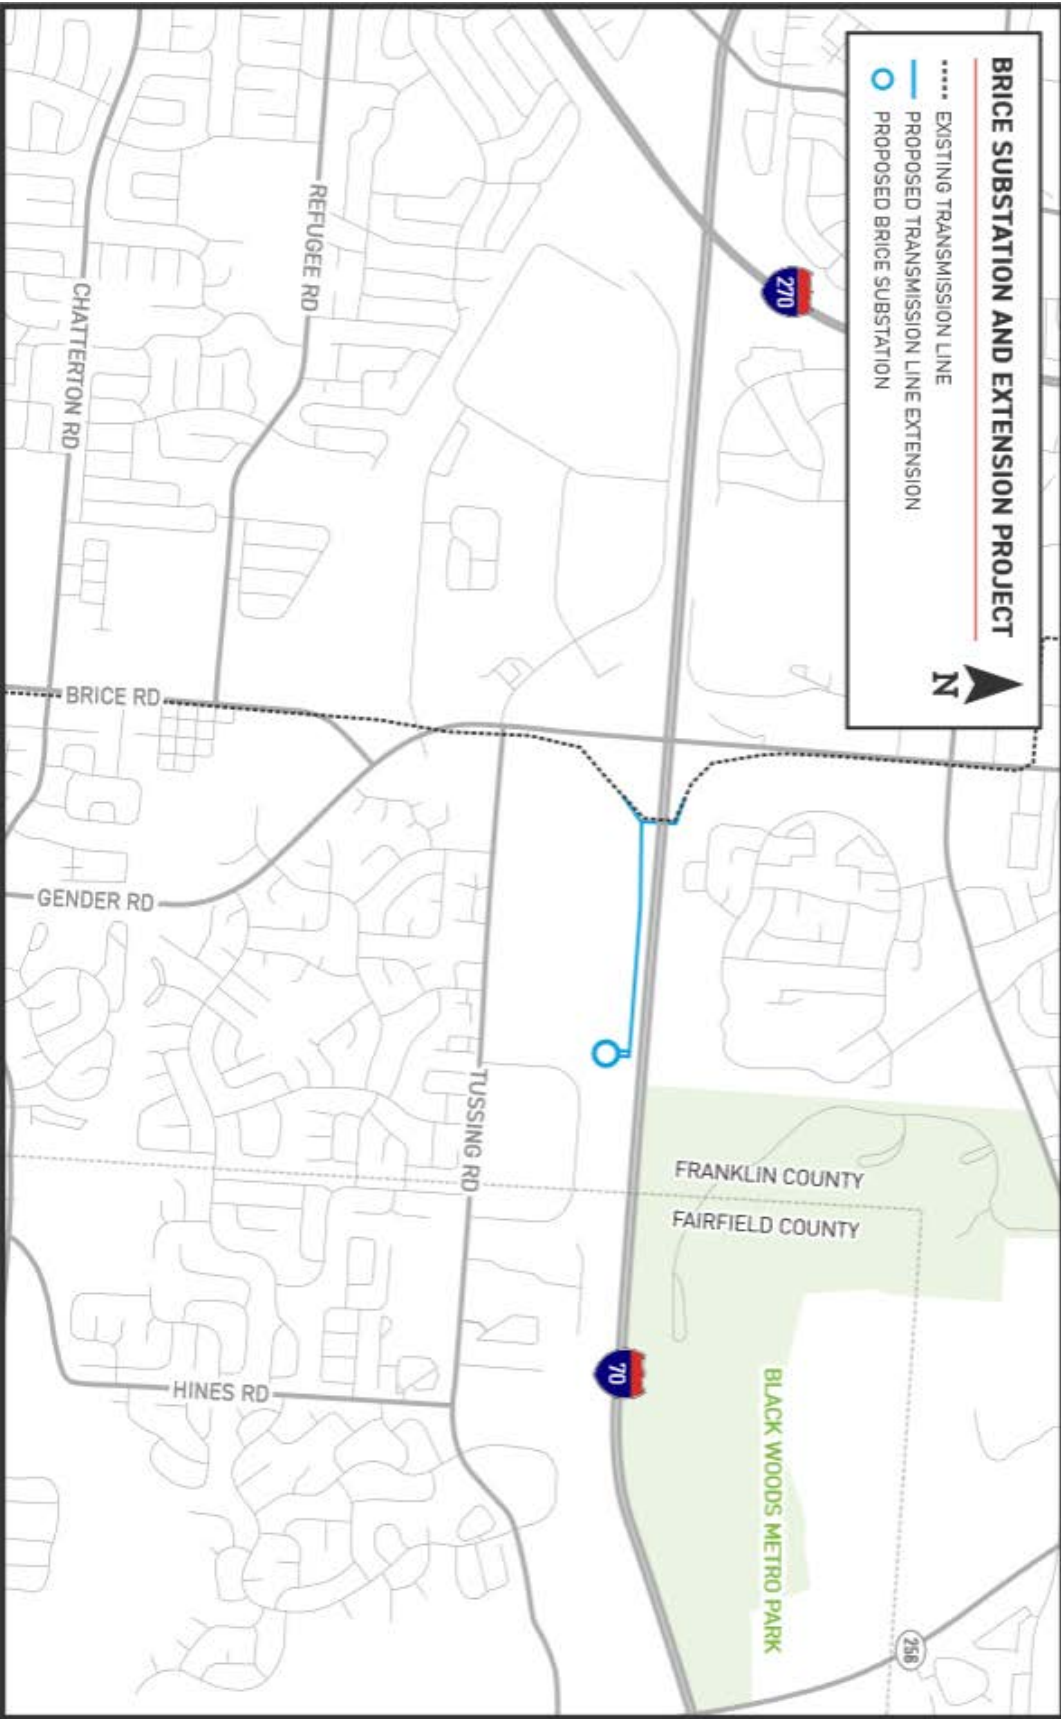 BRICE SUBSTATION AND EXTENSION PROJECT
EXISTING TRANSMISSION LINE
PROPOSED TRANSMISSION LINE EXTENSION
PROPOSED BRICE SUBSTATION
N
270
256
BLACK WOODS METRO PARK
FRANKLIN COUNTY
FAIRFIELD COUNTY
70
TUSSING RD
REFUGEE RD
BRICE RD
HINES RD
CHATTERTON RD
GENDER RD